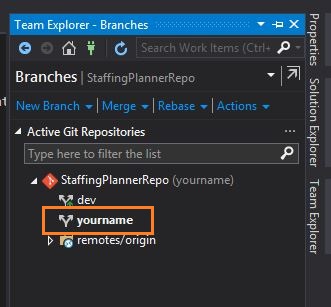 Team Explorer - Branches
Search Work Items (Ctrl+
Branches | StaffingPlannerRepo
New Branch | Merge | Rebase | Actions
Active Git Repositories
Type here to filter the list
StaffingPlannerRepo (yourname)
dev
yourname
remotes/origin
Properties
Solution Explorer
Team Explorer